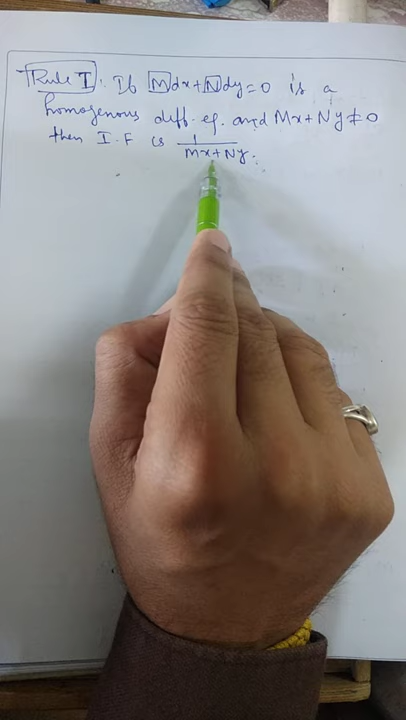 Rule I: If Mdx+Ndy=0 is a
homogenous diff. eq. and Mx+Ny≠0
then I.F is 1/(Mx+Ny).